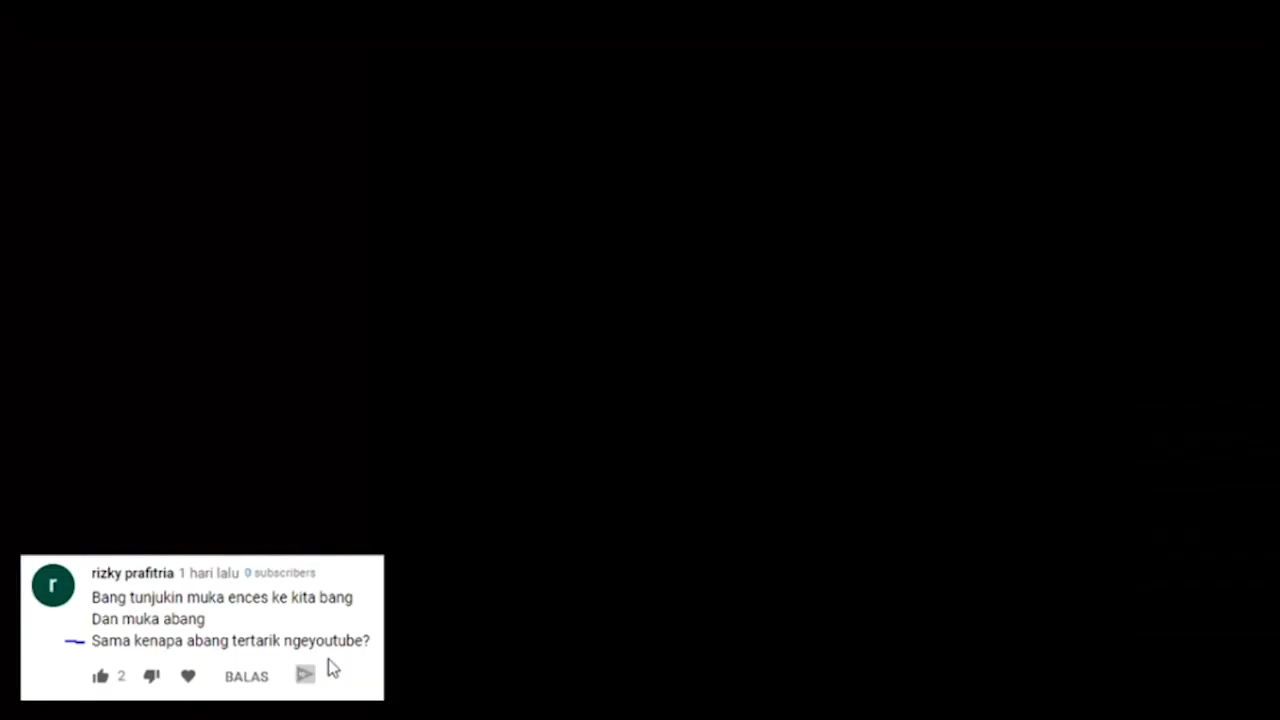 r
rizky prafitria 1 hari lalu 0 subscribers
Bang tunjukin muka ences ke kita bang
Dan muka abang
Sama kenapa abang tertarik ngeyoutube?
2 BALAS